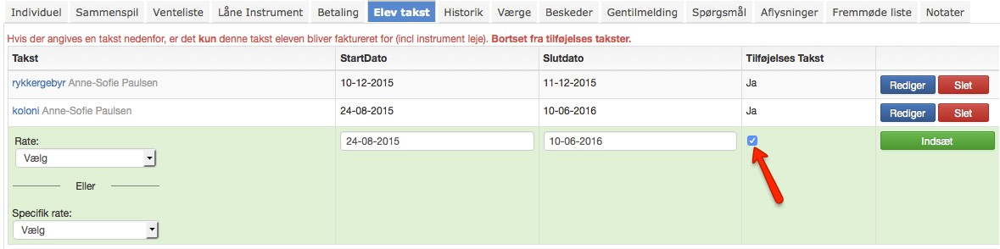 Individuel Sammenspil Venteliste Låne Instrument Betaling Elev takst Historik Værge Beskeder Gentilmelding Spørgsmål Aflysninger Fremmøde liste Notater
Hvis der angives en takst nedenfor, er det kun denne takst eleven bliver faktureret for (incl instrument leje). Bortset fra tilføjelses takster.
Takst StartDato Slutdato Tilføjelses Takst
rykkergebyr Anne-Sofie Paulsen 10-12-2015 11-12-2015 Ja Rediger Slet
koloni Anne-Sofie Paulsen 24-08-2015 10-06-2016 Ja Rediger Slet
Rate: 24-08-2015 10-06-2016 Indsæt
Vælg
Eller
Specifik rate:
Vælg